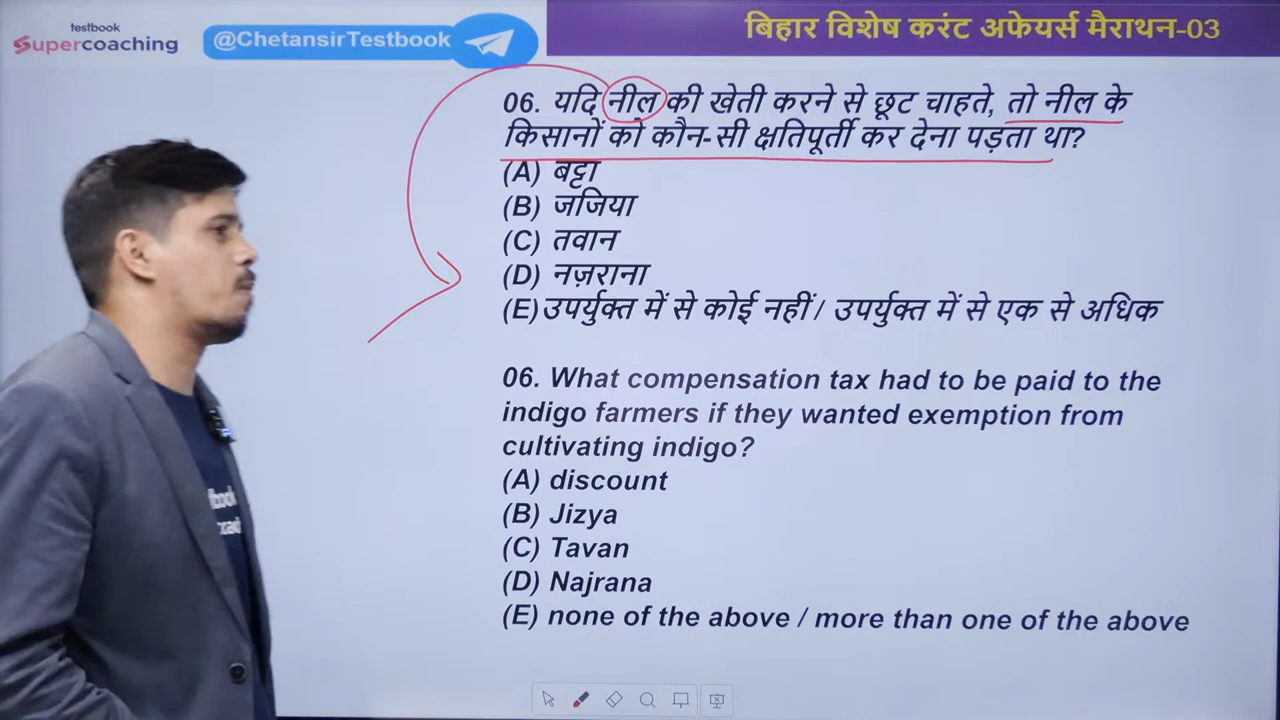 testbook
Supercoaching
@ChetansirTestbook
बिहार विशेष करंट अफेयर्स मैराथन-03
06. यदि नील की खेती करने से छूट चाहते, तो नील के
किसानों को कौन-सी क्षतिपूर्ती कर देना पड़ता था?
(A) बट्टा
(B) जजिया
(C) तवान
(D) नज़राना
(E) उपर्युक्त में से कोई नहीं / उपर्युक्त में से एक से अधिक
06. What compensation tax had to be paid to the
indigo farmers if they wanted exemption from
cultivating indigo?
(A) discount
(B) Jizya
(C) Tavan
(D) Najrana
(E) none of the above / more than one of the above